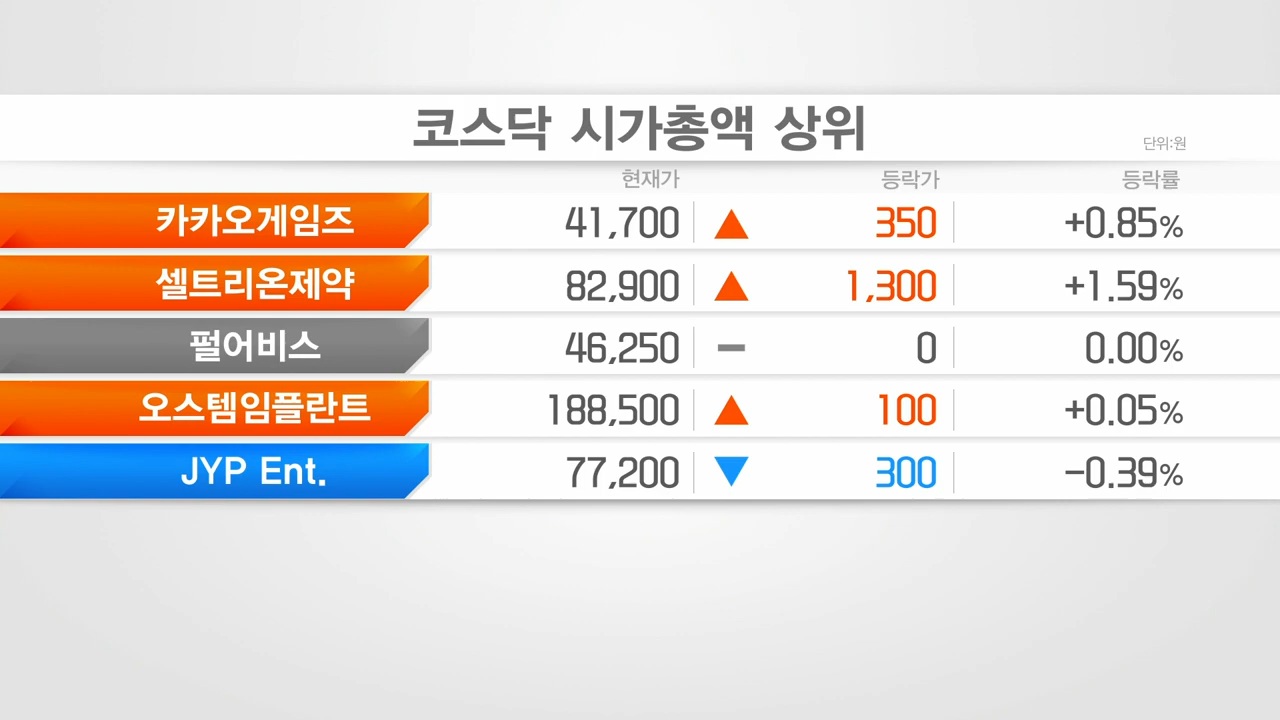 코스닥 시가총액 상위
단위:원
현재가 등락가 등락률
카카오게임즈 41,700 ▲ 350 +0.85%
셀트리온제약 82,900 ▲ 1,300 +1.59%
펄어비스 46,250 － 0 0.00%
오스템임플란트 188,500 ▲ 100 +0.05%
JYP Ent. 77,200 ▼ 300 -0.39%